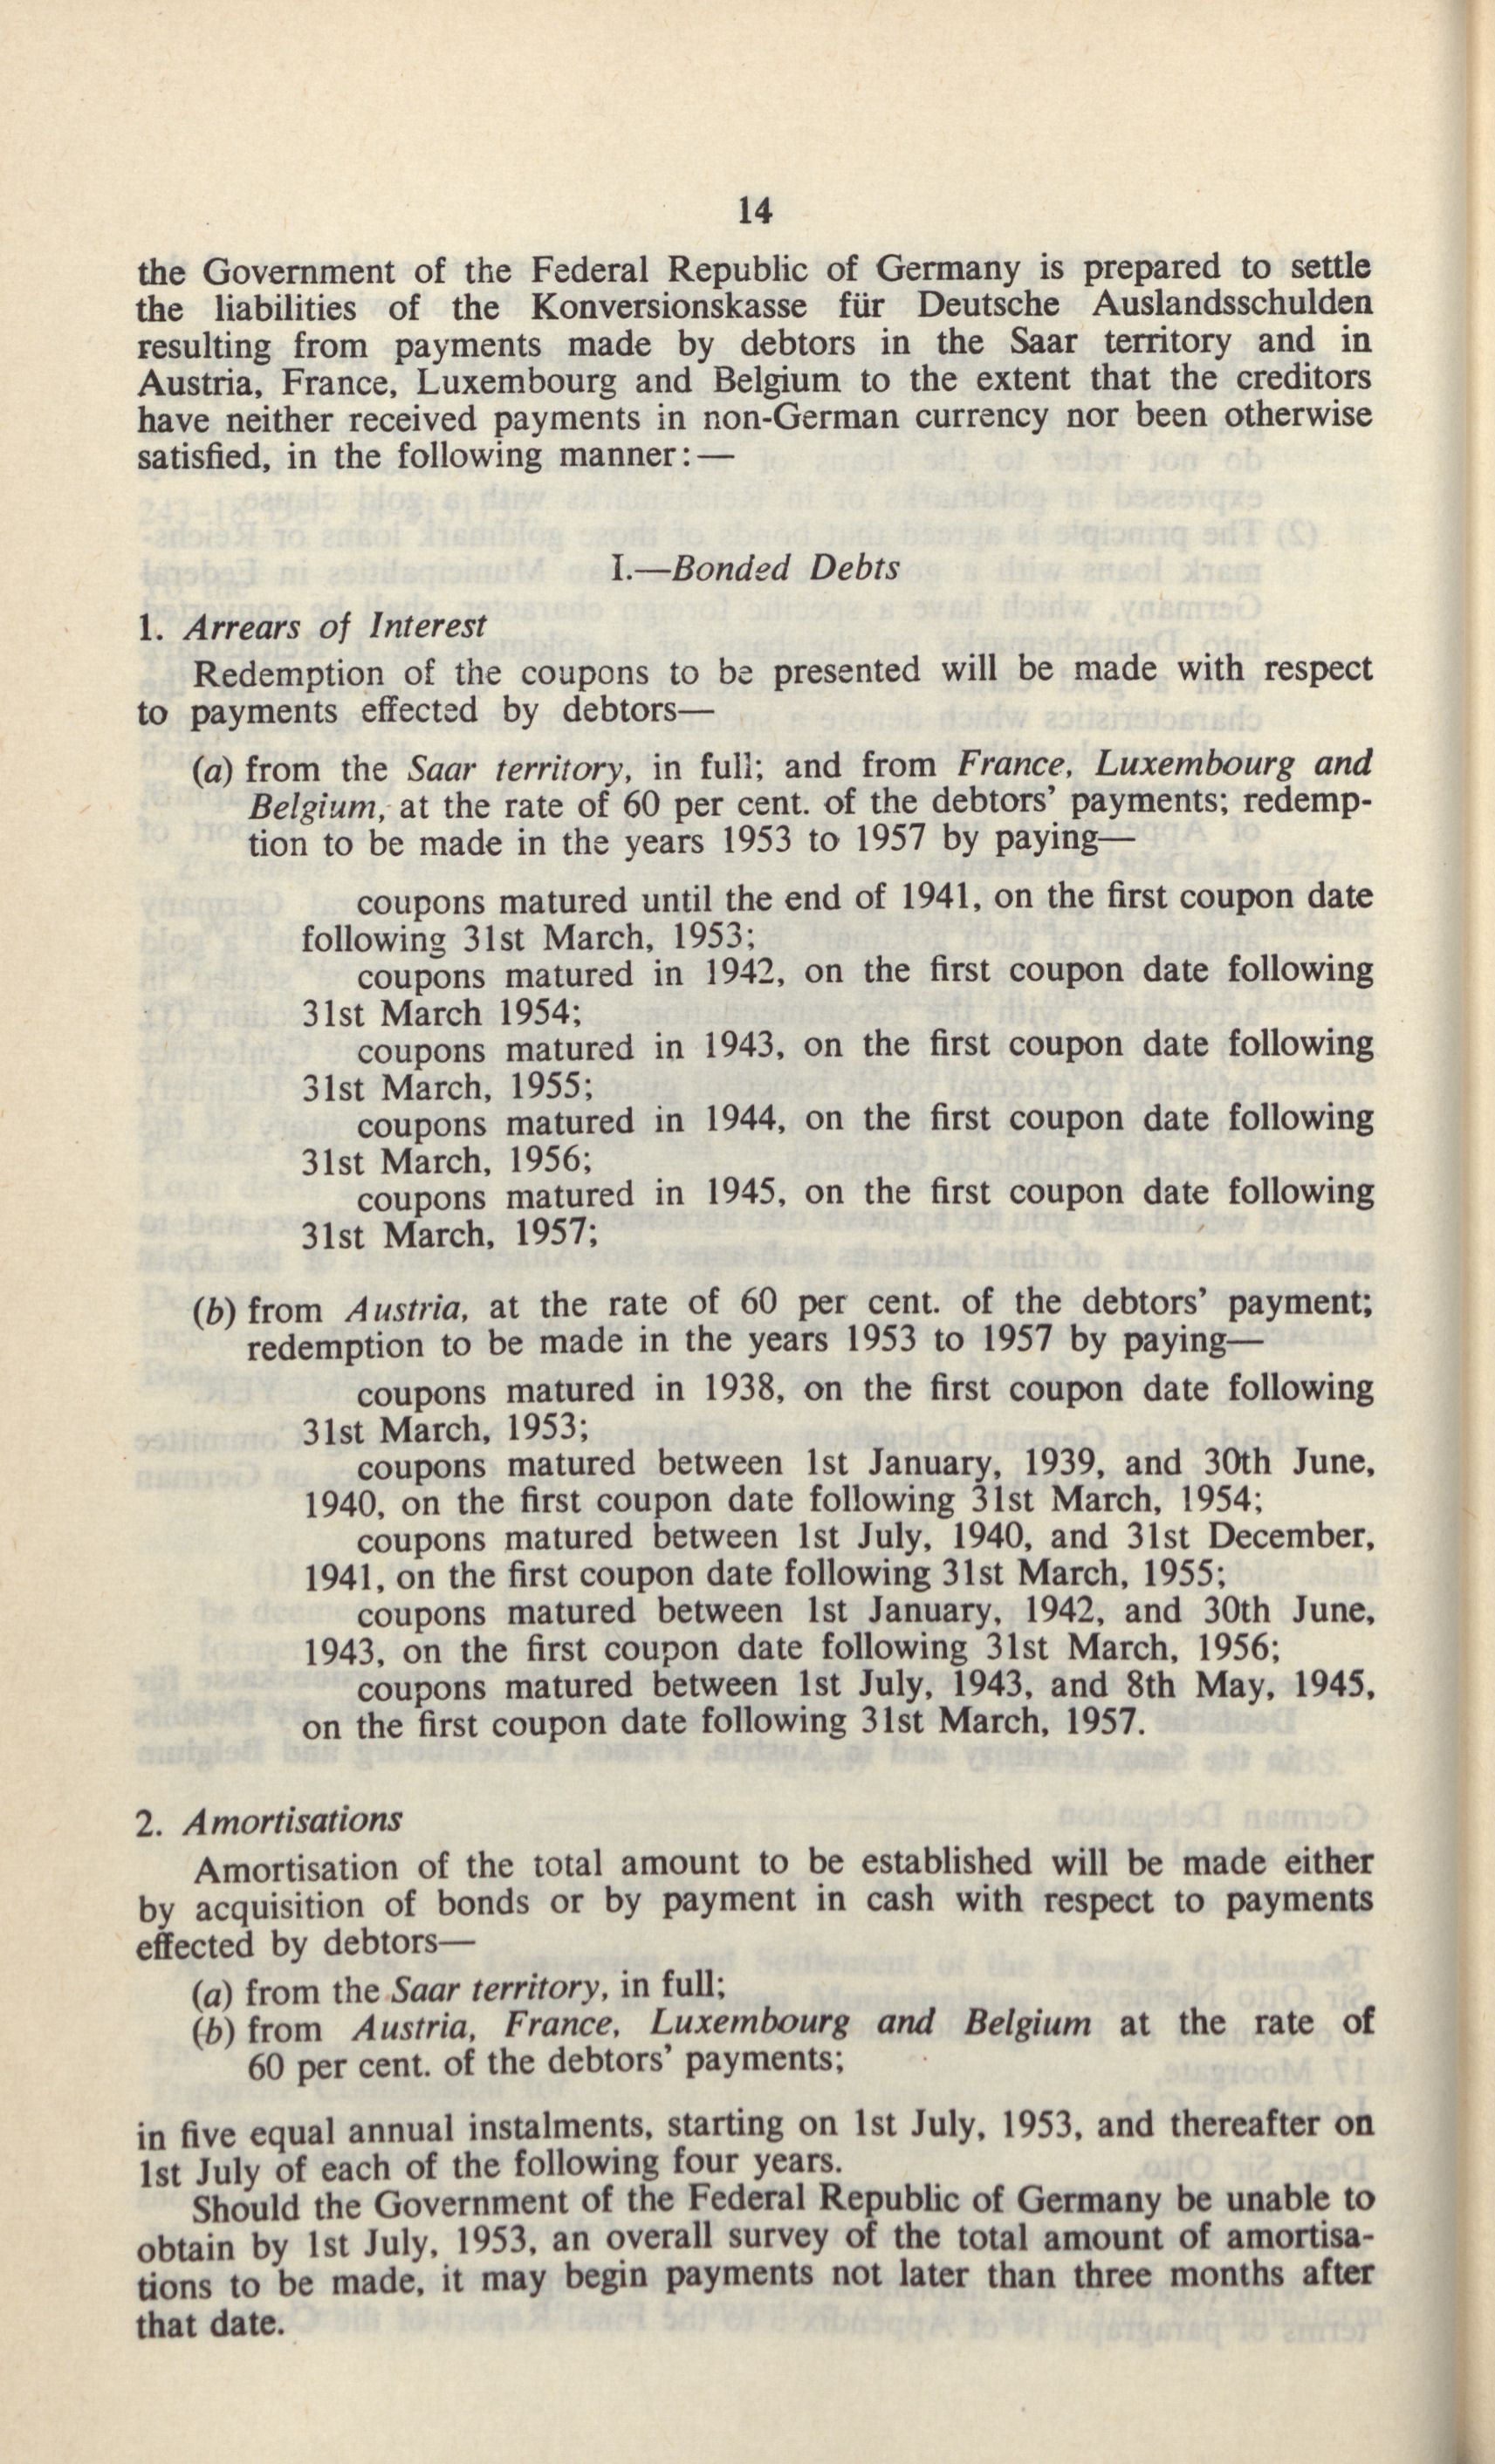 14
the Government of the Federal Republic of Germany is prepared to settle
the liabilities of the Konversionskasse für Deutsche Auslandsschulden
resulting from payments made by debtors in the Saar territory and in
Austria, France, Luxembourg and Belgium to the extent that the creditors
have neither received payments in non-German currency nor been otherwise
satisfied, in the following manner:—
I.—Bonded Debts
1. Arrears of Interest
Redemption of the coupons to be presented will be made with respect
to payments effected by debtors—
(a) from the Saar territory, in full; and from France, Luxembourg and
Belgium, at the rate of 60 per cent. of the debtors' payments; redemp-
tion to be made in the years 1953 to 1957 by paying—
coupons matured until the end of 1941, on the first coupon date
following 31st March, 1953;
coupons matured in 1942, on the first coupon date following
31st March 1954;
coupons matured in 1943, on the first coupon date following
31st March, 1955;
coupons matured in 1944, on the first coupon date following
31st March, 1956;
coupons matured in 1945, on the first coupon date following
31st March, 1957;
(b) from Austria, at the rate of 60 per cent. of the debtors' payment;
redemption to be made in the years 1953 to 1957 by paying—
coupons matured in 1938, on the first coupon date following
31st March, 1953;
coupons matured between 1st January, 1939, and 30th June,
1940, on the first coupon date following 31st March, 1954;
coupons matured between 1st July, 1940, and 31st December,
1941, on the first coupon date following 31st March, 1955;
coupons matured between 1st January, 1942, and 30th June,
1943, on the first coupon date following 31st March, 1956;
coupons matured between 1st July, 1943, and 8th May, 1945,
on the first coupon date following 31st March, 1957.
2. Amortisations
Amortisation of the total amount to be established will be made either
by acquisition of bonds or by payment in cash with respect to payments
effected by debtors—
(a) from the Saar territory, in full;
(b) from Austria, France, Luxembourg and Belgium at the rate of
60 per cent. of the debtors' payments;
in five equal annual instalments, starting on 1st July, 1953, and thereafter on
1st July of each of the following four years.
Should the Government of the Federal Republic of Germany be unable to
obtain by 1st July, 1953, an overall survey of the total amount of amortisa-
tions to be made, it may begin payments not later than three months after
that date.